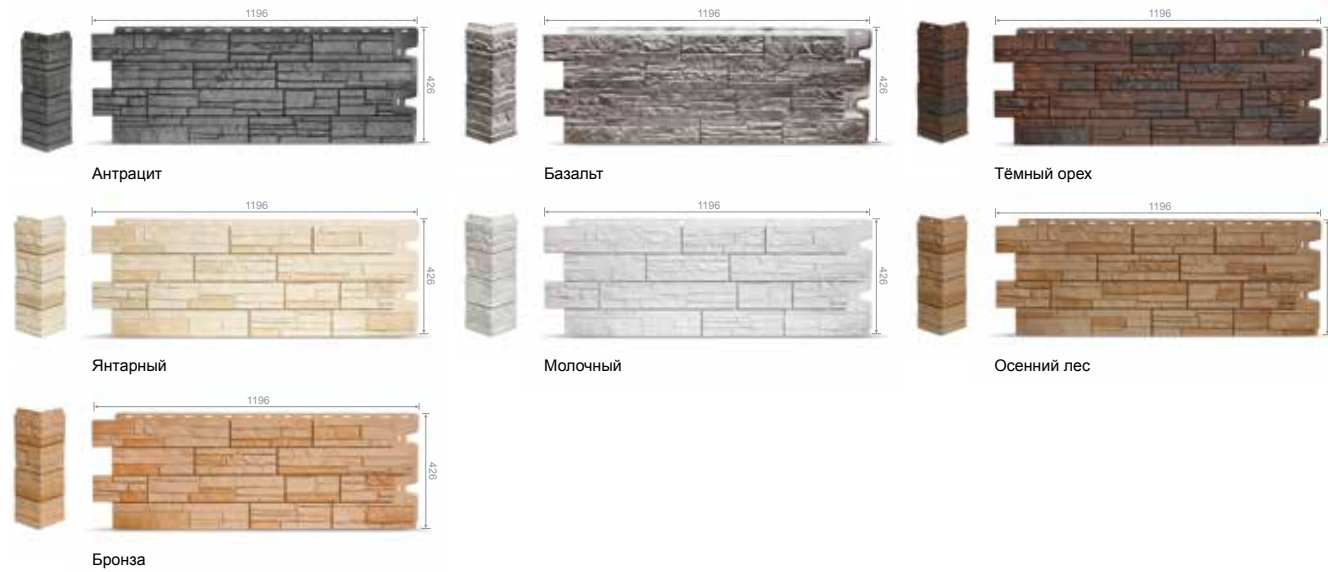 1196
1196
1196
426
426
Антрацит
Базальт
Тёмный орех
1196
1196
1196
426
426
Янтарный
Молочный
Осенний лес
1196
426
Бронза